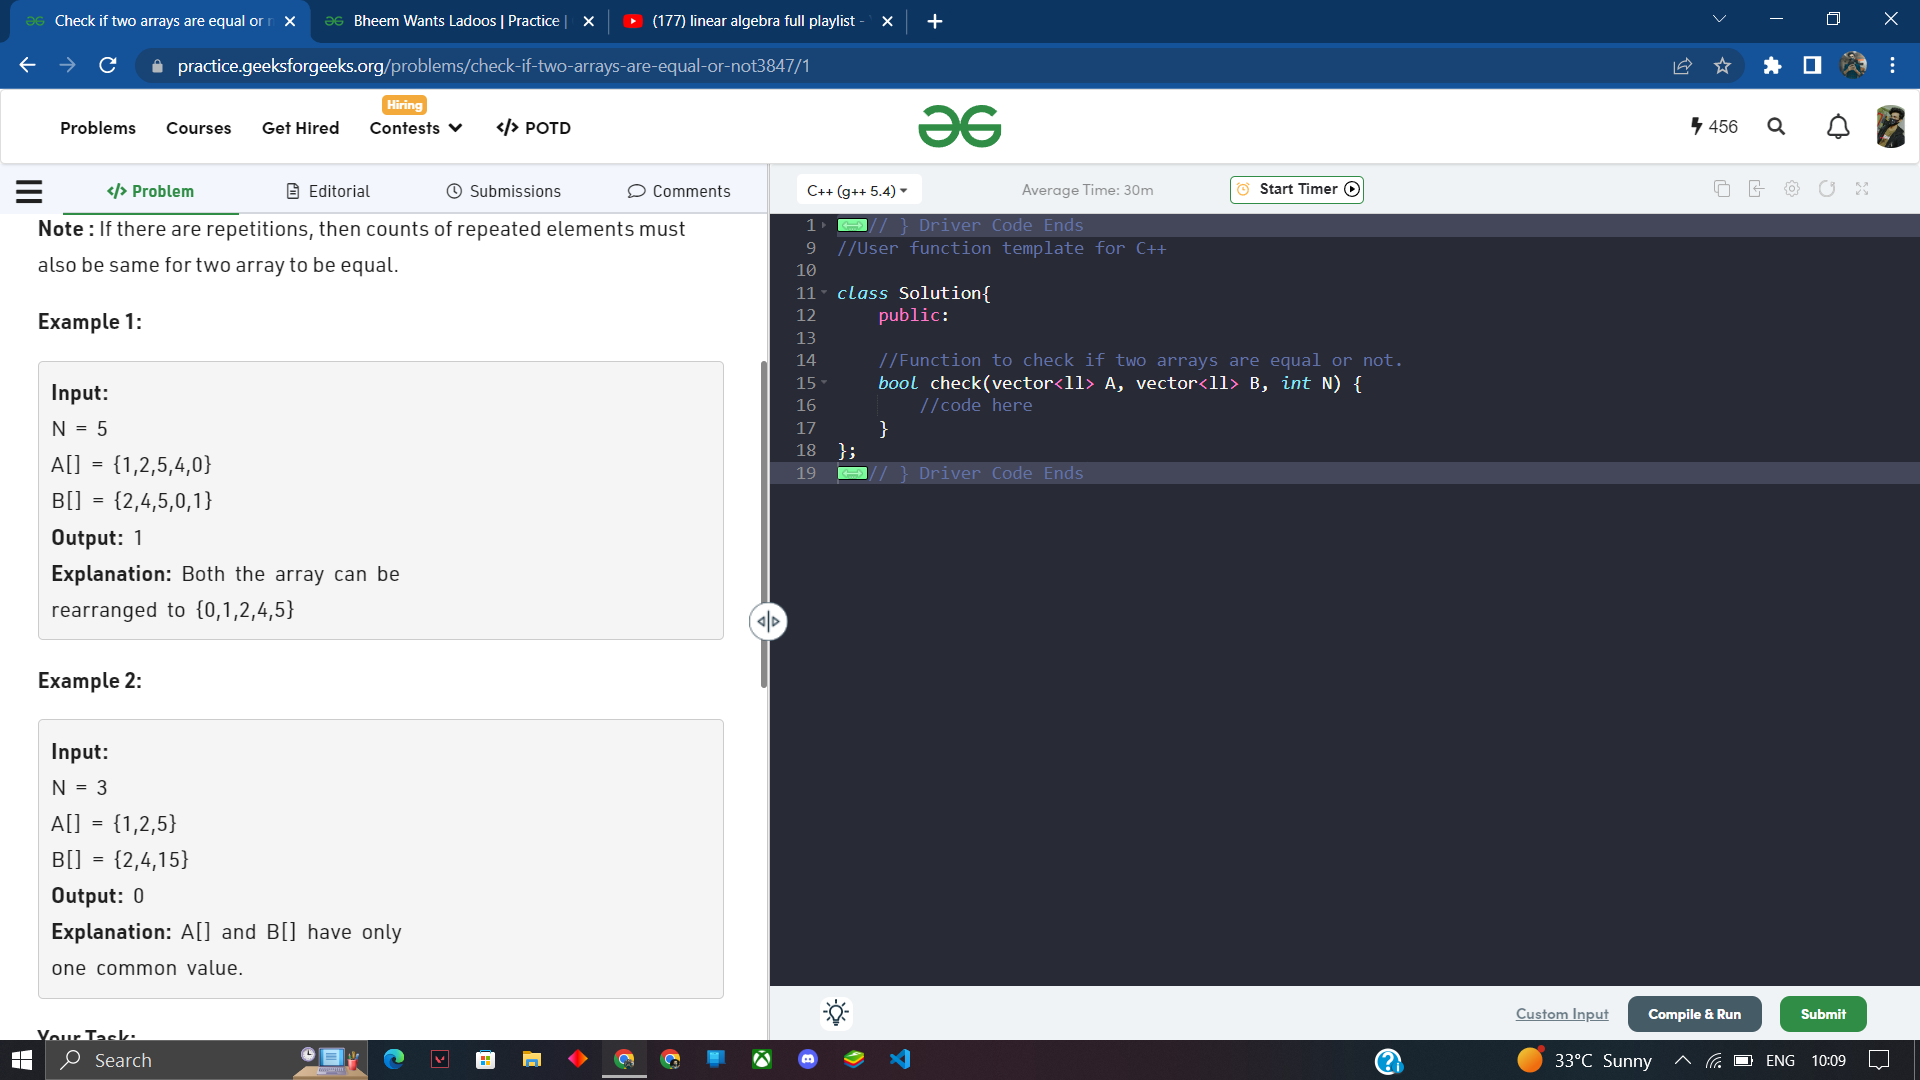 Check if two arrays are equal or n
Bheem Wants Ladoos | Practice |
(177) linear algebra full playlist -
practice.geeksforgeeks.org/problems/check-if-two-arrays-are-equal-or-not3847/1
Problems
Courses
Get Hired
Hiring
Contests
</> POTD
456
</> Problem
Editorial
Submissions
Comments
C++ (g++ 5.4)
Average Time: 30m
Start Timer
Note : If there are repetitions, then counts of repeated elements must
also be same for two array to be equal.
Example 1:
Input:
N = 5
A[] = {1,2,5,4,0}
B[] = {2,4,5,0,1}
Output: 1
Explanation: Both the array can be
rearranged to {0,1,2,4,5}
Example 2:
Input:
N = 3
A[] = {1,2,5}
B[] = {2,4,15}
Output: 0
Explanation: A[] and B[] have only
one common value.
Your Task:
1 // } Driver Code Ends
9 //User function template for C++
10
11 class Solution{
12 public:
13
14 //Function to check if two arrays are equal or not.
15 bool check(vector<ll> A, vector<ll> B, int N) {
16 //code here
17 }
18 };
19 // } Driver Code Ends
Custom Input
Compile & Run
Submit
Search
33°C Sunny
ENG
10:09